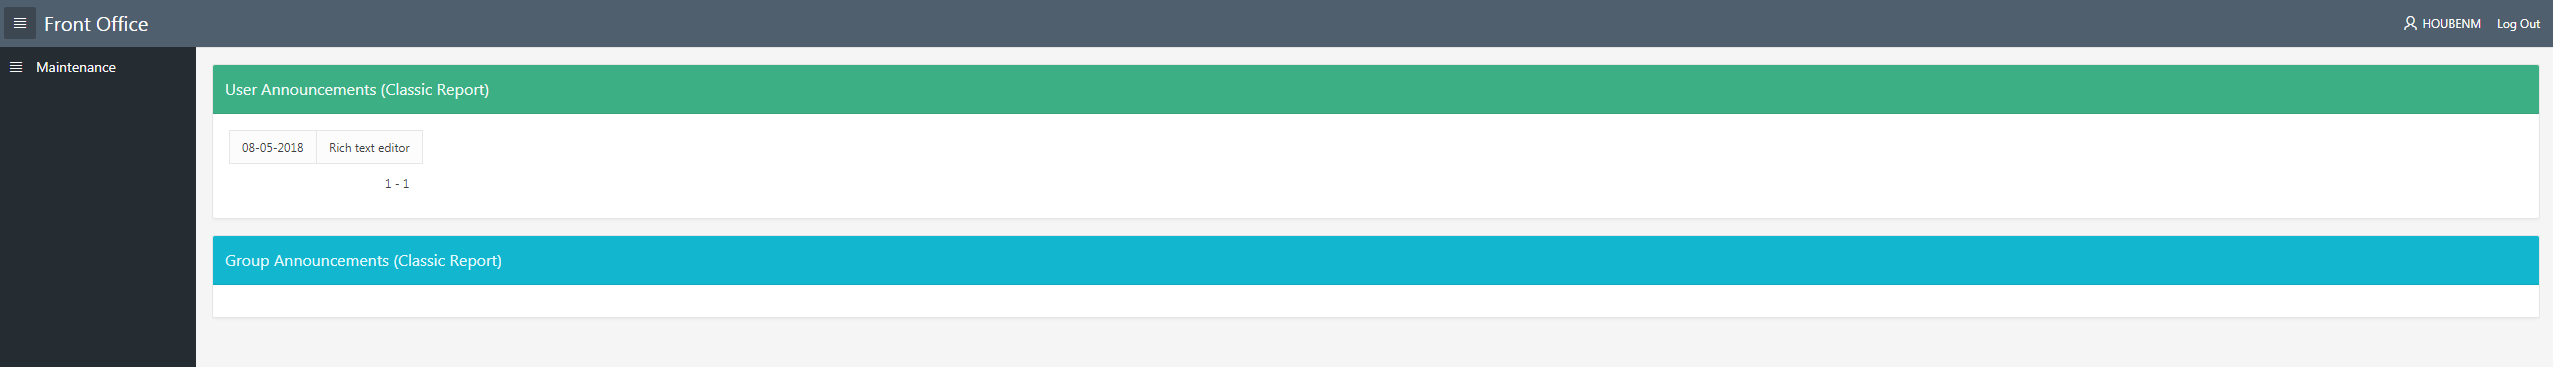 Front Office
HOUBENM Log Out
Maintenance
User Announcements (Classic Report)
08-05-2018 Rich text editor
1 - 1
Group Announcements (Classic Report)